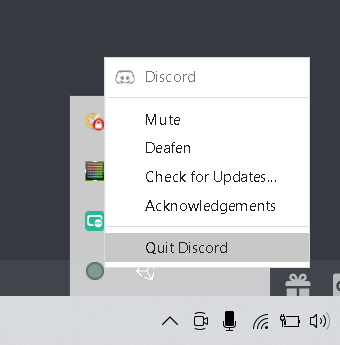 Discord
Mute
Deafen
Check for Updates...
Acknowledgements
Quit Discord